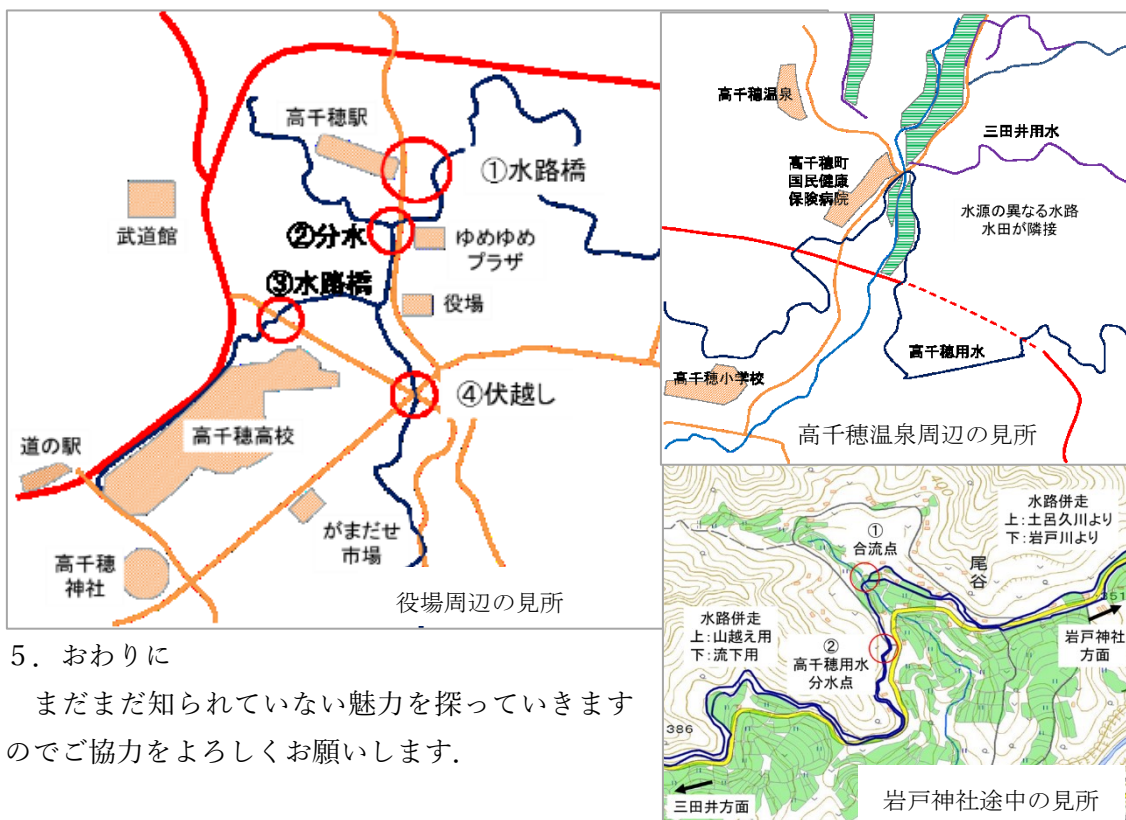 高千穂駅
①水路橋
武道館
②分水
ゆめゆめ
プラザ
③水路橋
役場
④伏越し
高千穂高校
道の駅
がまだせ
市場
高千穂
神社
役場周辺の見所
高千穂温泉
三田井用水
高千穂町
国民健康
保険病院
水源の異なる水路
水田が隣接
高千穂用水
高千穂小学校
高千穂温泉周辺の見所
400
水路併走
上:土呂久川より
下:岩戸川より
①
合流点
尾谷
351
水路併走
上:山越え用
下:流下用
②
高千穂用水
分水点
岩戸神社
方面
386
三田井方面
岩戸神社途中の見所
5．おわりに
まだまだ知られていない魅力を探っていきます
のでご協力をよろしくお願いします．